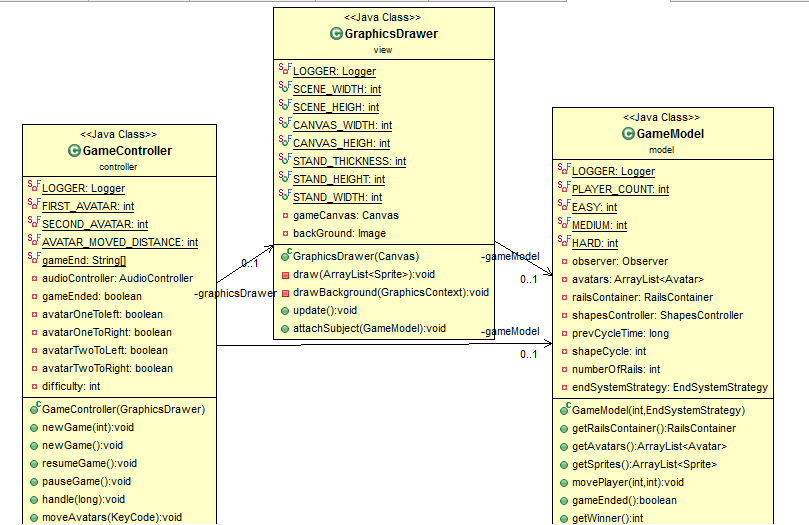 <<Java Class>>
GraphicsDrawer
view
LOGGER: Logger
SCENE_WIDTH: int
SCENE_HEIGH: int
CANVAS_WIDTH: int
CANVAS_HEIGH: int
STAND_THICKNESS: int
STAND_HEIGHT: int
STAND_WIDTH: int
gameCanvas: Canvas
backGround: Image
GraphicsDrawer(Canvas)
draw(ArrayList<Sprite>):void
drawBackground(GraphicsContext):void
update():void
attachSubject(GameModel):void
<<Java Class>>
GameController
controller
LOGGER: Logger
FIRST_AVATAR: int
SECOND_AVATAR: int
AVATAR_MOVED_DISTANCE: int
gameEnd: String[]
audioController: AudioController
gameEnded: boolean
avatarOneToleft: boolean
avatarOneToRight: boolean
avatarTwoToLeft: boolean
avatarTwoToRight: boolean
difficulty: int
GameController(GraphicsDrawer)
newGame(int):void
newGame():void
resumeGame():void
pauseGame():void
handle(long):void
moveAvatars(KeyCode):void
0..1
-graphicsDrawer
-gameModel
0..1
-gameModel
0..1
<<Java Class>>
GameModel
model
LOGGER: Logger
PLAYER_COUNT: int
EASY: int
MEDIUM: int
HARD: int
observer: Observer
avatars: ArrayList<Avatar>
railsContainer: RailsContainer
shapesController: ShapesController
prevCycleTime: long
shapeCycle: int
numberOfRails: int
endSystemStrategy: EndSystemStrategy
GameModel(int,EndSystemStrategy)
getRailsContainer():RailsContainer
getAvatars():ArrayList<Avatar>
getSprites():ArrayList<Sprite>
movePlayer(int,int):void
gameEnded():boolean
getWinner():int